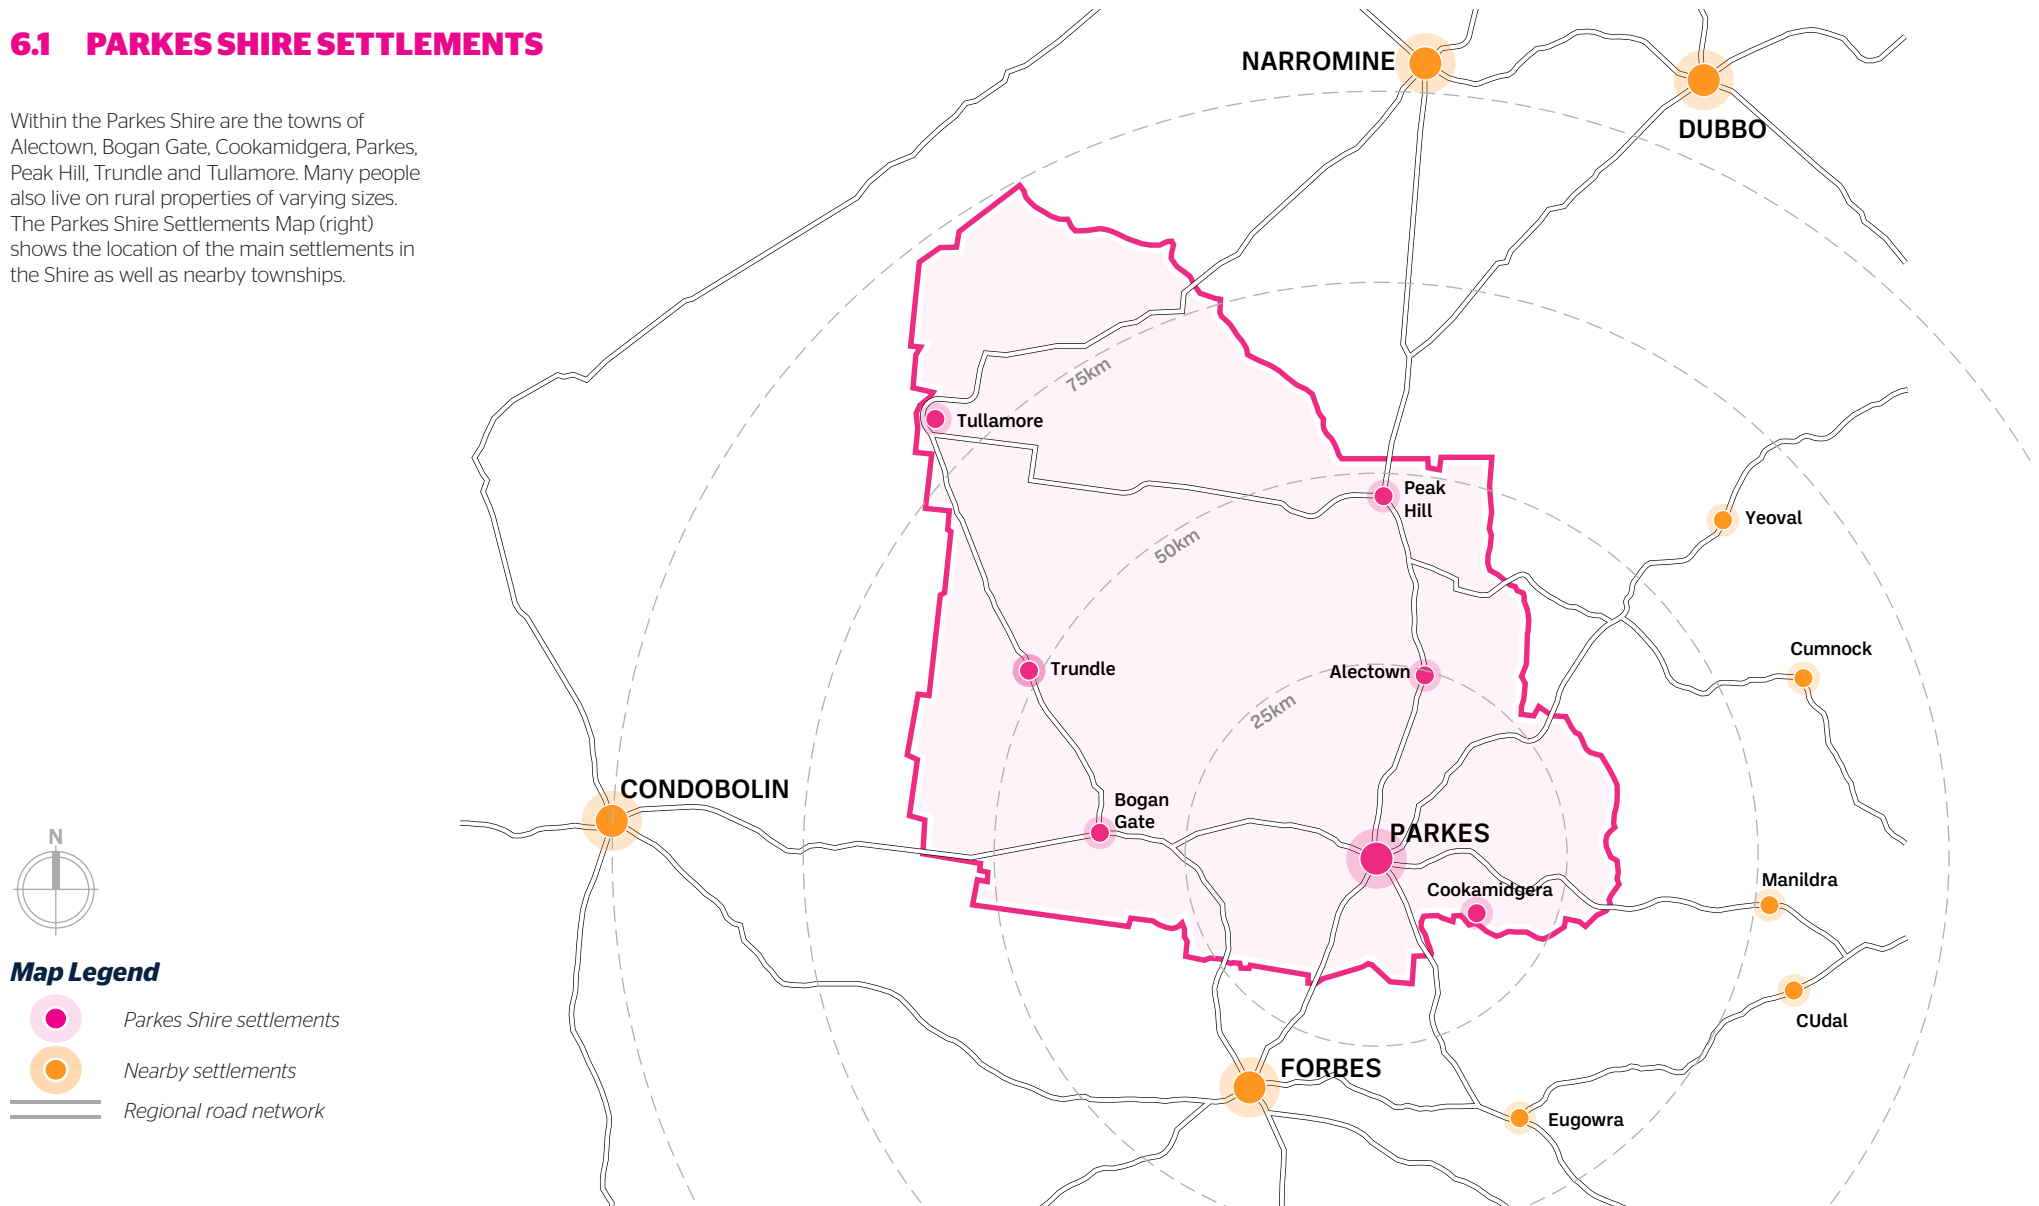 6.1 PARKES SHIRE SETTLEMENTS
Within the Parkes Shire are the towns of
Alectown, Bogan Gate, Cookamidgera, Parkes,
Peak Hill, Trundle and Tullamore. Many people
also live on rural properties of varying sizes.
The Parkes Shire Settlements Map (right)
shows the location of the main settlements in
the Shire as well as nearby townships.
NARROMINE
DUBBO
75km
Tullamore
Peak
Hill
Yeoval
50km
Cumnock
Trundle
Alectown
25km
CONDOBOLIN
Bogan
Gate
PARKES
Cookamidgera
Manildra
CUdal
FORBES
Eugowra
N
Map Legend
Parkes Shire settlements
Nearby settlements
Regional road network